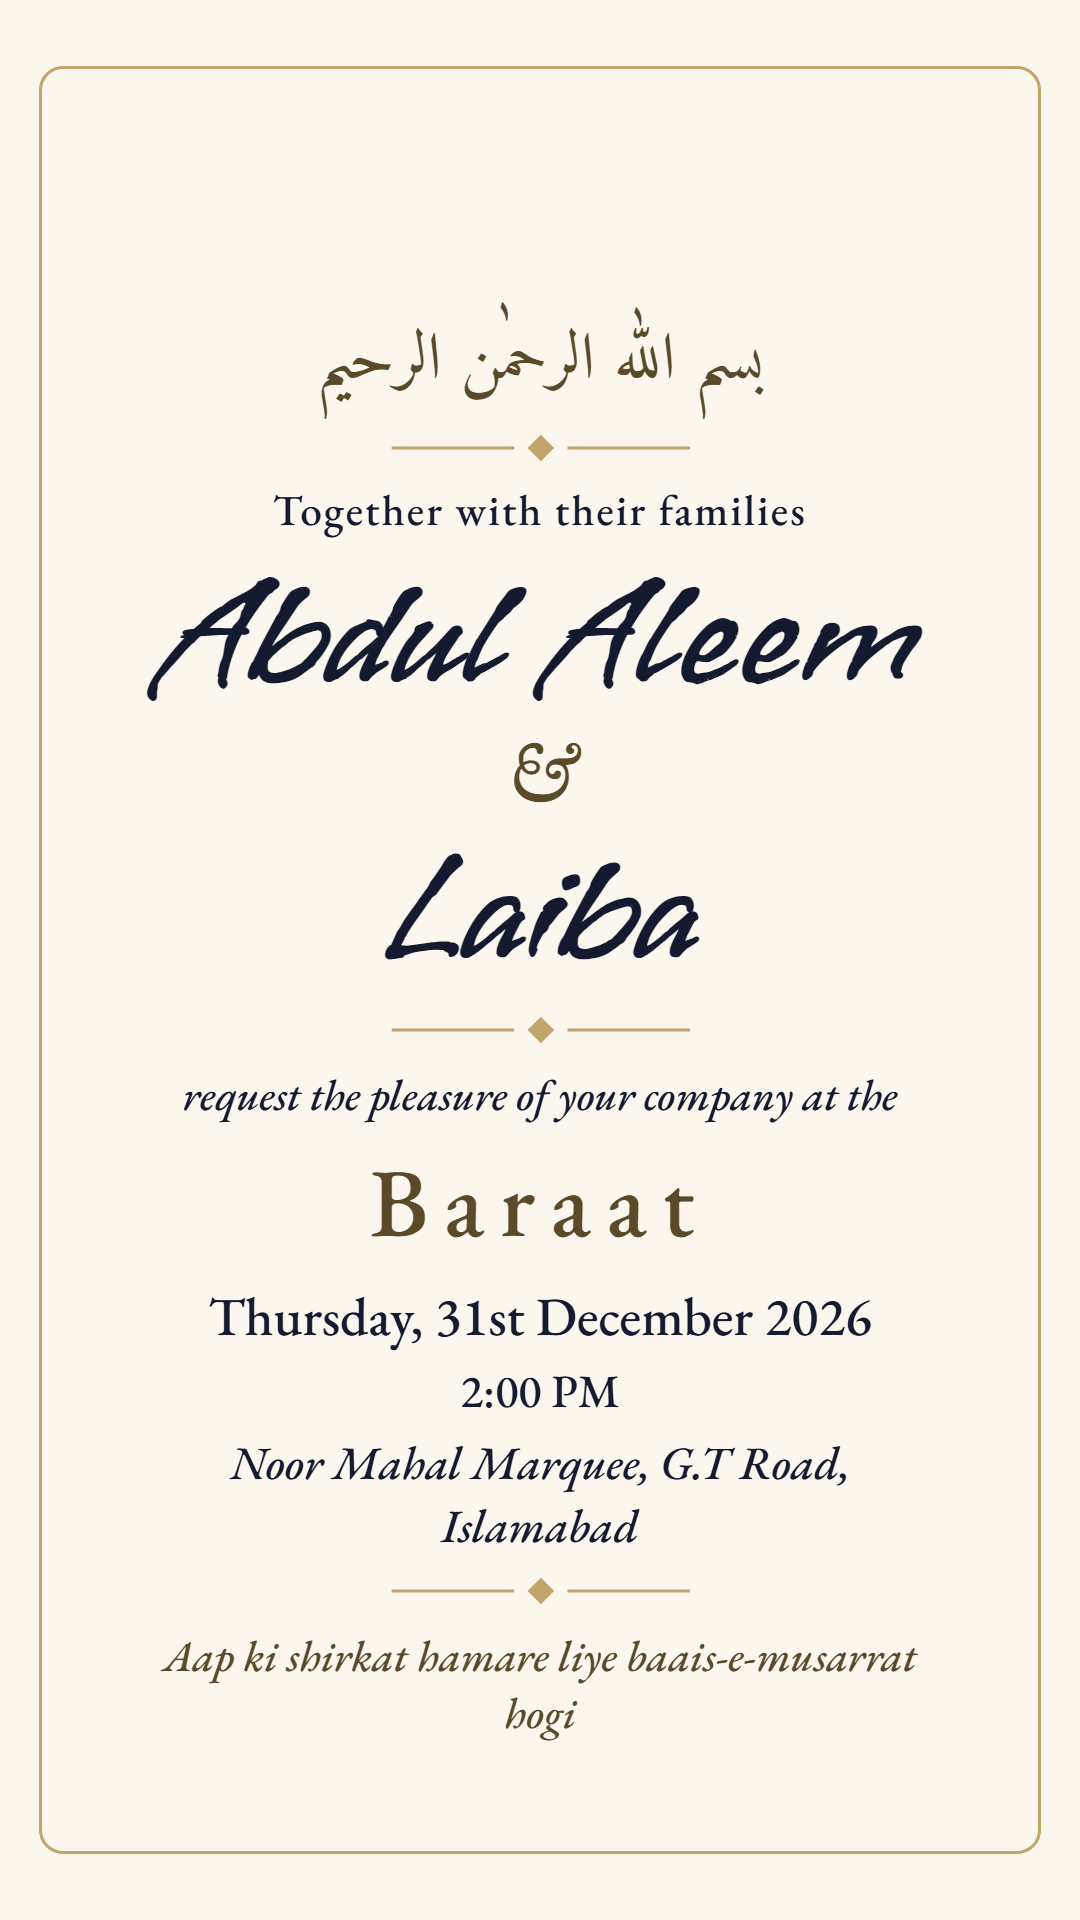 بسم الله الرحمٰن الرحيم
Together with their families
Abdul Aleem
&
Laiba
request the pleasure of your company at the
Baraat
Thursday, 31st December 2026
2:00 PM
Noor Mahal Marquee, G.T Road,
Islamabad
Aap ki shirkat hamare liye baais-e-musarrat
hogi